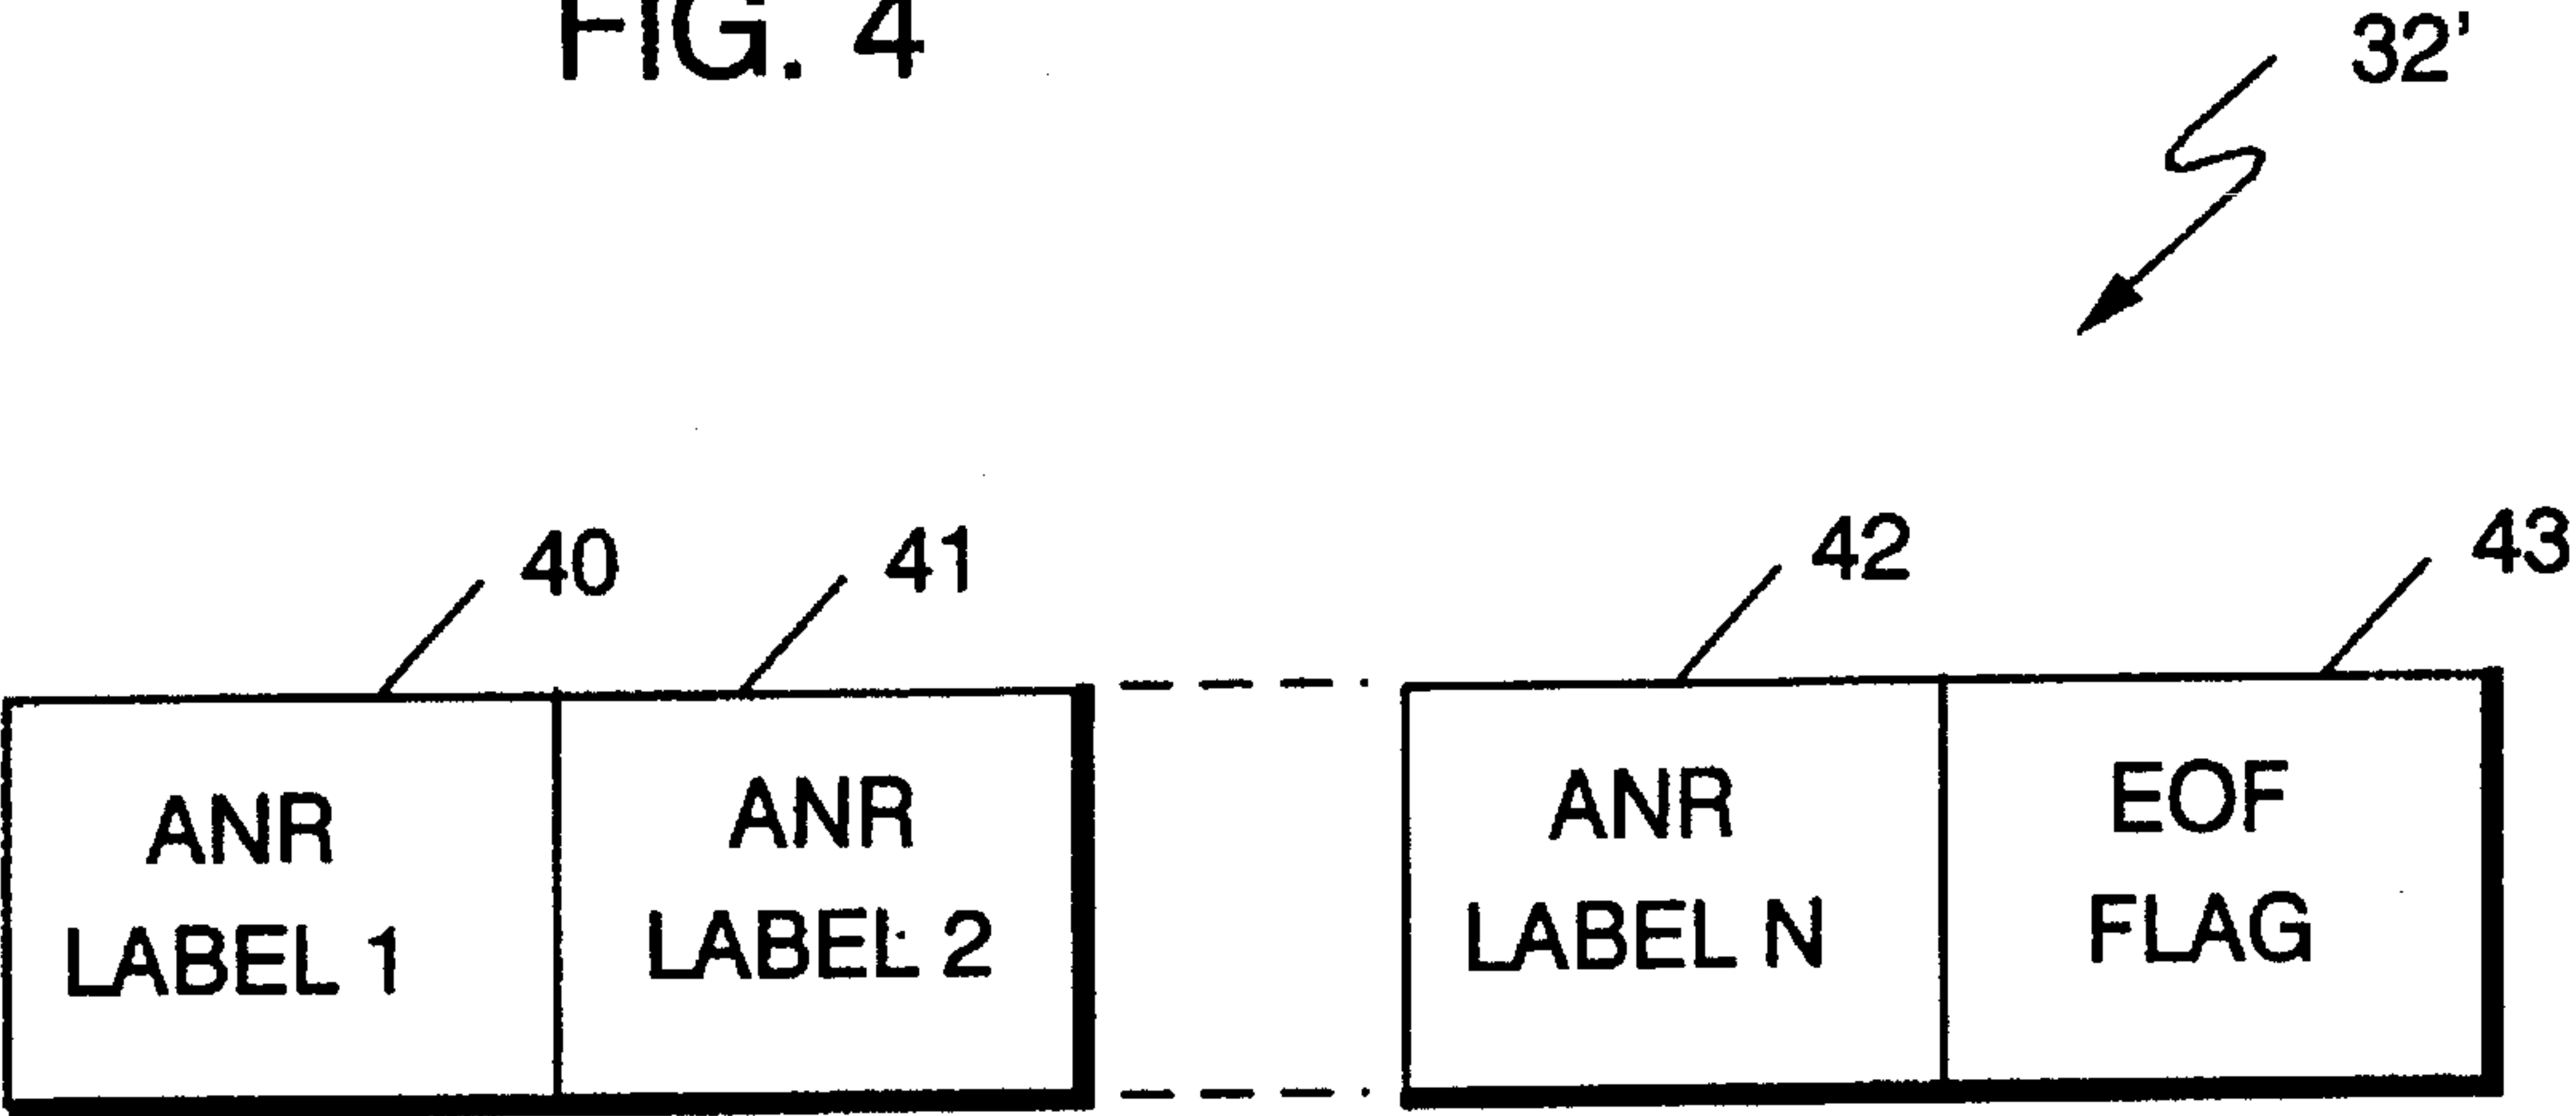 FIG. 4
32'
40
41
42
43
ANR
LABEL 1
ANR
LABEL 2
ANR
LABEL N
EOF
FLAG